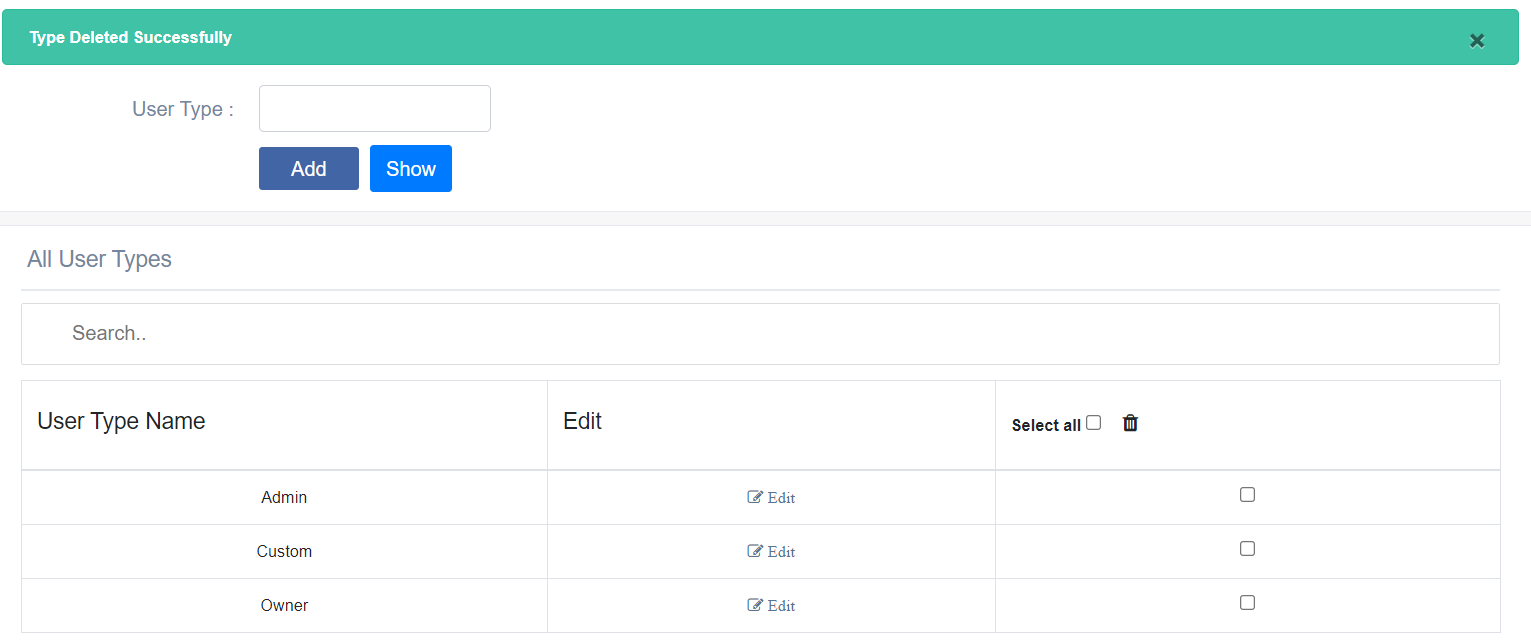 Type Deleted Successfully
User Type :
Add Show
All User Types
Search..
User Type Name Edit Select all
Admin Edit
Custom Edit
Owner Edit